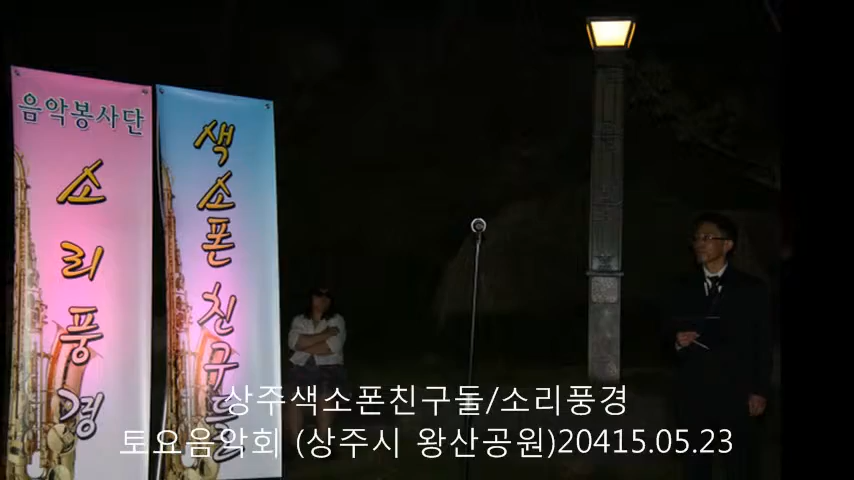 음악봉사단
소리풍경
색소폰친구들
상주색소폰친구둘/소리풍경
토요음악회 (상주시 왕산공원)20415.05.23